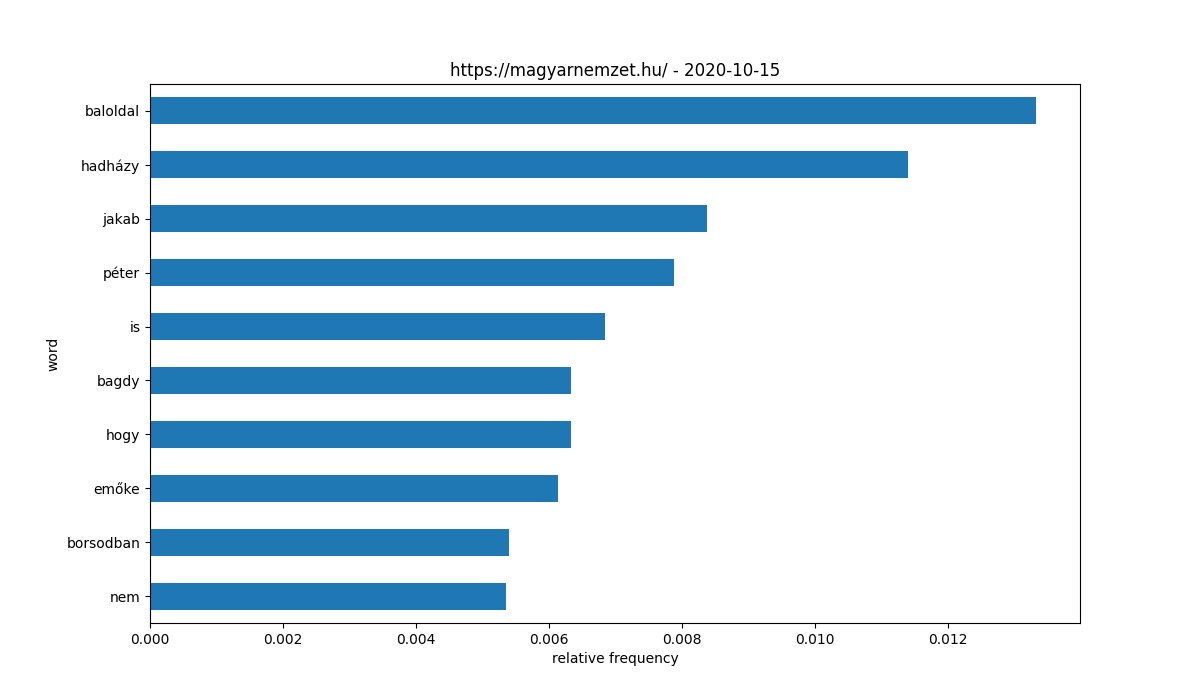 https://magyarnemzet.hu/ - 2020-10-15
baloldal
hadházy
jakab
péter
is
bagdy
hogy
emőke
borsodban
nem
word
0.000 0.002 0.004 0.006 0.008 0.010 0.012
relative frequency